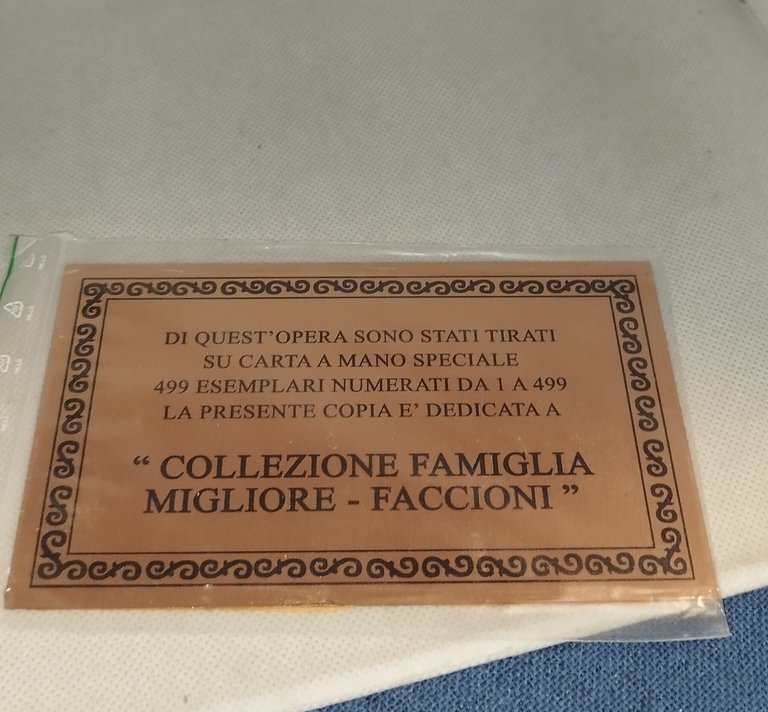 DI QUEST'OPERA SONO STATI TIRATI
SU CARTA A MANO SPECIALE
499 ESEMPLARI NUMERATI DA 1 A 499
LA PRESENTE COPIA E' DEDICATA A
“ COLLEZIONE FAMIGLIA
MIGLIORE - FACCIONI ”